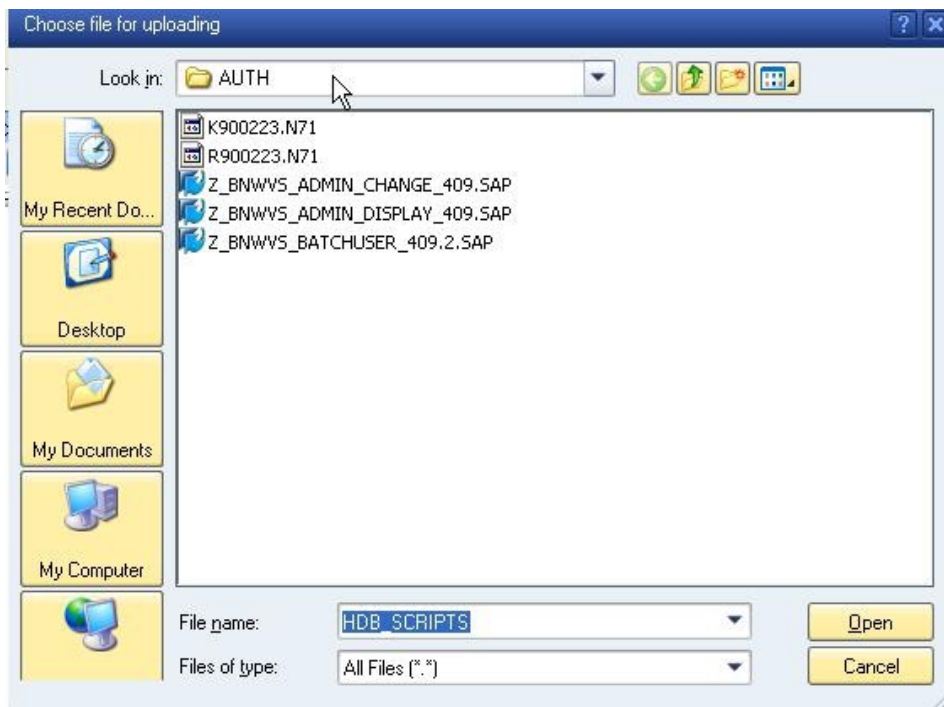 Choose file for uploading
Look in: AUTH
K900223.N71
R900223.N71
Z_BNWVS_ADMIN_CHANGE_409.SAP
Z_BNWVS_ADMIN_DISPLAY_409.SAP
Z_BNWVS_BATCHUSER_409.2.SAP
My Recent Do...
Desktop
My Documents
My Computer
File name: HDB_SCRIPTS Open
Files of type: All Files (*.*) Cancel